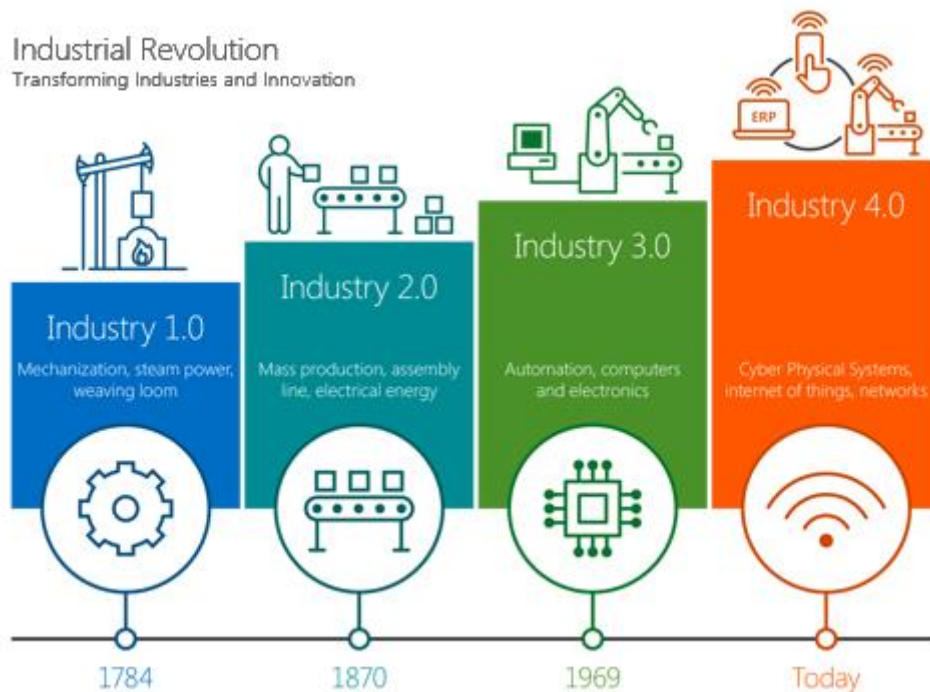 Industrial Revolution
Transforming Industries and Innovation
ERP
Industry 1.0
Mechanization, steam power,
weaving loom
Industry 2.0
Mass production, assembly
line, electrical energy
Industry 3.0
Automation, computers
and electronics
Industry 4.0
Cyber Physical Systems,
internet of things, networks
1784
1870
1969
Today